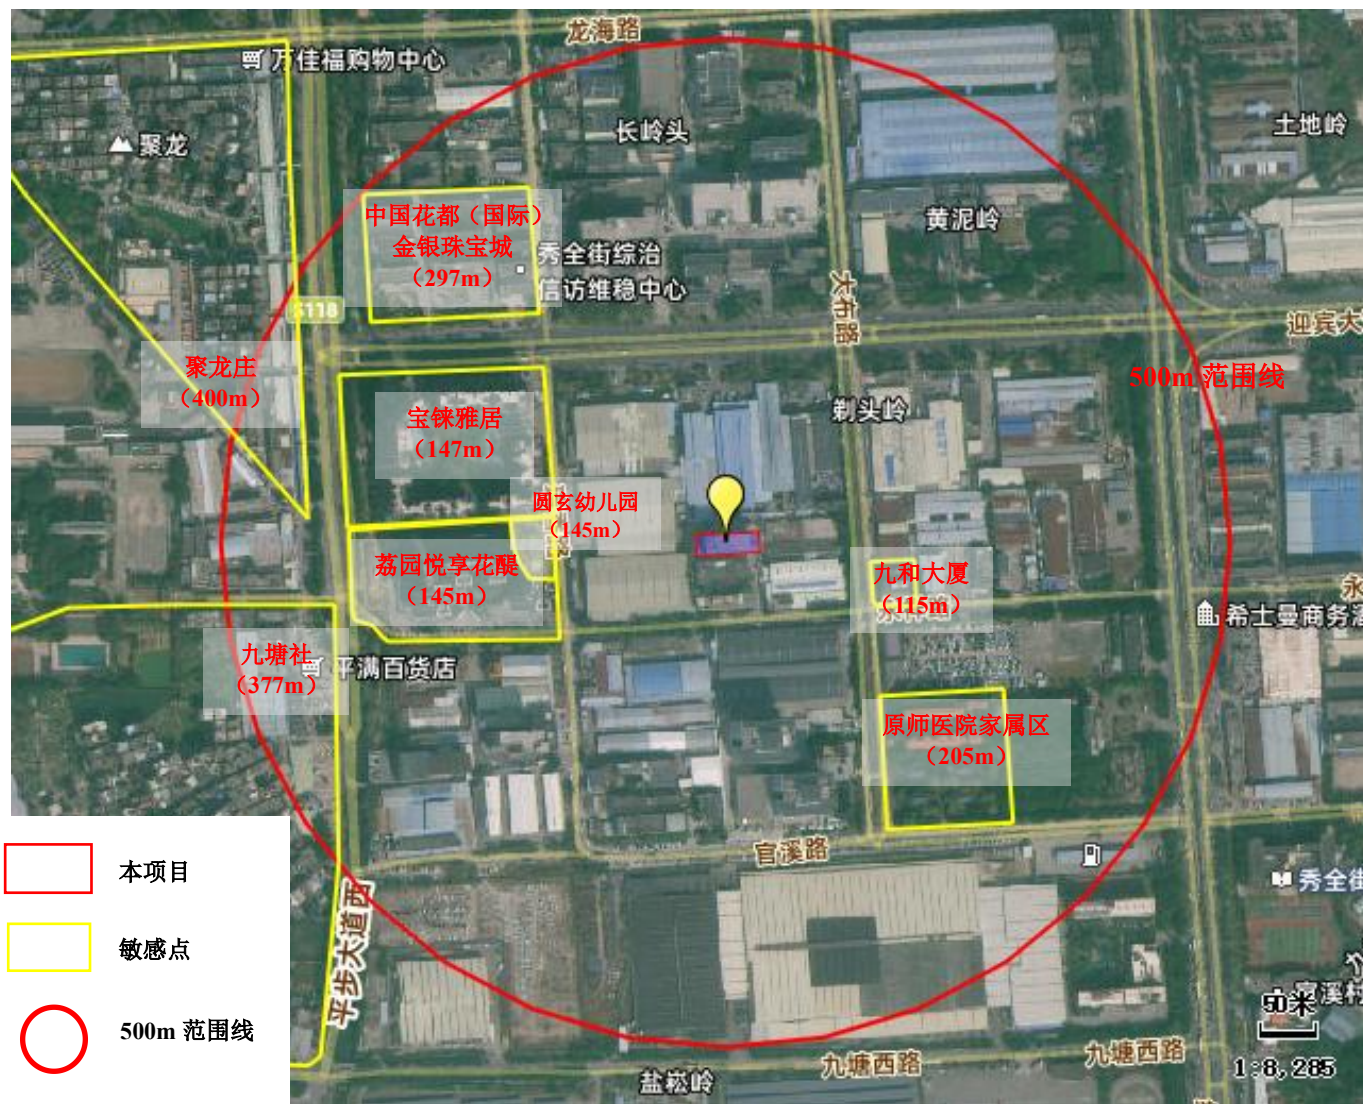 龙海路
万佳福购物中心
长岭头
土地岭
聚龙
中国花都（国际）
金银珠宝城
（297m）
黄泥岭
秀全街综治
信访维稳中心
S118
大布路
迎宾大
聚龙庄
（400m）
500m 范围线
宝铼雅居
（147m）
剃头岭
圆玄幼儿园
（145m）
荔园悦享花醍
（145m）
九和大厦
（115m）
永
希士曼商务酒
九塘社
（377m）
平满百货店
原师医院家属区
（205m）
官溪路
本项目
秀全街
平步大道西
敏感点
官溪村
50米
500m 范围线
九塘西路
九塘西路
1:8,285
盐崧岭